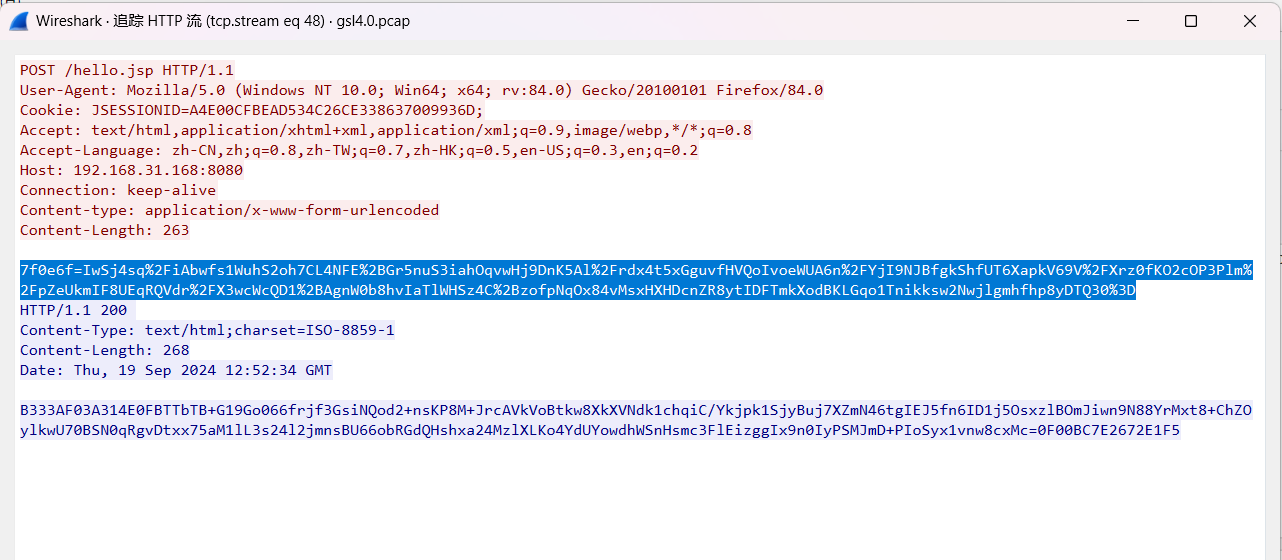 Wireshark · 追踪 HTTP 流 (tcp.stream eq 48) · gsl4.0.pcap
POST /hello.jsp HTTP/1.1
User-Agent: Mozilla/5.0 (Windows NT 10.0; Win64; x64; rv:84.0) Gecko/20100101 Firefox/84.0
Cookie: JSESSIONID=A4E00CFBEAD534C26CE338637009936D;
Accept: text/html,application/xhtml+xml,application/xml;q=0.9,image/webp,*/*;q=0.8
Accept-Language: zh-CN,zh;q=0.8,zh-TW;q=0.7,zh-HK;q=0.5,en-US;q=0.3,en;q=0.2
Host: 192.168.31.168:8080
Connection: keep-alive
Content-type: application/x-www-form-urlencoded
Content-Length: 263
7f0e6f=IwSj4sq%2FiAbwfs1WuhS2oh7CL4NFE%2BGr5nuS3iahOqvwHj9DnK5Al%2Frdx4t5xGguvfHVQoIvoeWUA6n%2FYjI9NJBfgkShfUT6XapkV69V%2FXrz0fKO2cOP3Plm%
2FpZeUkmIF8UEqRQVdr%2FX3wcWcQD1%2BAgnW0b8hvIaTlWHSz4C%2BzofpNqOx84vMsxHXHDcnZR8ytIDFTmkXodBKLGqo1Tnikksw2Nwjlgmhfhp8yDTQ30%3D
HTTP/1.1 200
Content-Type: text/html;charset=ISO-8859-1
Content-Length: 268
Date: Thu, 19 Sep 2024 12:52:34 GMT
B333AF03A314E0FBTTbTB+G19Go066frjf3GsiNQod2+nsKP8M+JrcAVkVoBtkw8XkXVNdk1chqiC/Ykjpk1SjyBuj7XZmN46tgIEJ5fn6ID1j5OsxzlBOmJiwn9N88YrMxt8+ChZO
ylkwU70BSN0qRgvDtxx75aM1lL3s24l2jmnsBU66obRGdQHshxa24MzlXLKo4YdUYowdhWSnHsmc3FlEizggIx9n0IyPSMJmD+PIoSyx1vnw8cxMc=0F00BC7E2672E1F5